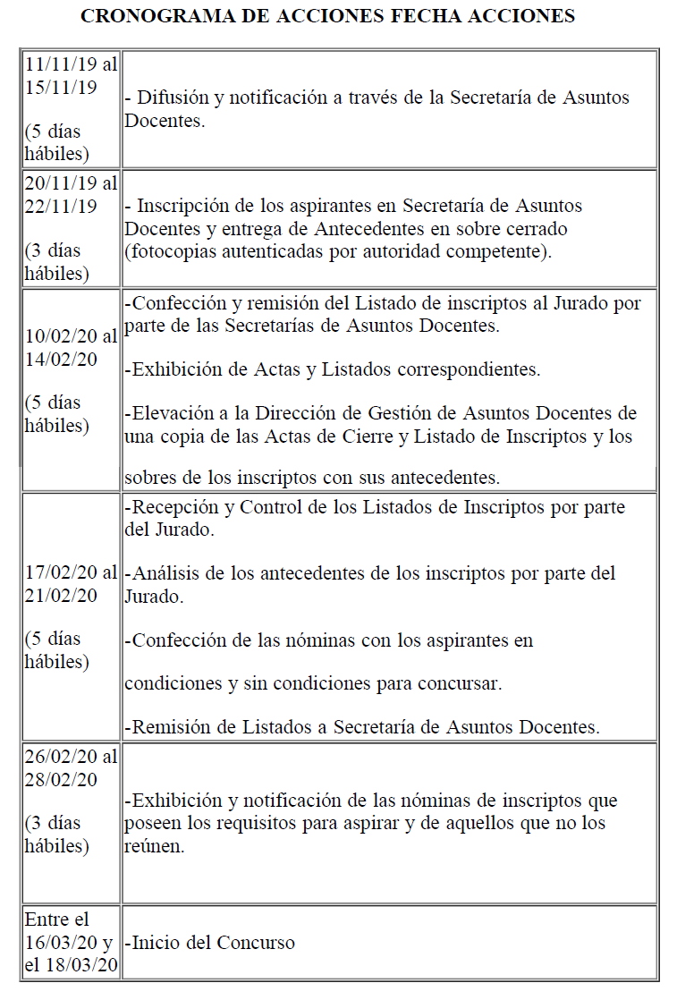 CRONOGRAMA DE ACCIONES FECHA ACCIONES
11/11/19 al
15/11/19
(5 días
hábiles)
- Difusión y notificación a través de la Secretaría de Asuntos
Docentes.
20/11/19 al
22/11/19
(3 días
hábiles)
- Inscripción de los aspirantes en Secretaría de Asuntos
Docentes y entrega de Antecedentes en sobre cerrado
(fotocopias autenticadas por autoridad competente).
10/02/20 al
14/02/20
(5 días
hábiles)
-Confección y remisión del Listado de inscriptos al Jurado por
parte de las Secretarías de Asuntos Docentes.
-Exhibición de Actas y Listados correspondientes.
-Elevación a la Dirección de Gestión de Asuntos Docentes de
una copia de las Actas de Cierre y Listado de Inscriptos y los
sobres de los inscriptos con sus antecedentes.
17/02/20 al
21/02/20
(5 días
hábiles)
-Recepción y Control de los Listados de Inscriptos por parte
del Jurado.
-Análisis de los antecedentes de los inscriptos por parte del
Jurado.
-Confección de las nóminas con los aspirantes en
condiciones y sin condiciones para concursar.
-Remisión de Listados a Secretaría de Asuntos Docentes.
26/02/20 al
28/02/20
(3 días
hábiles)
-Exhibición y notificación de las nóminas de inscriptos que
poseen los requisitos para aspirar y de aquellos que no los
reúnen.
Entre el
16/03/20 y
el 18/03/20
-Inicio del Concurso